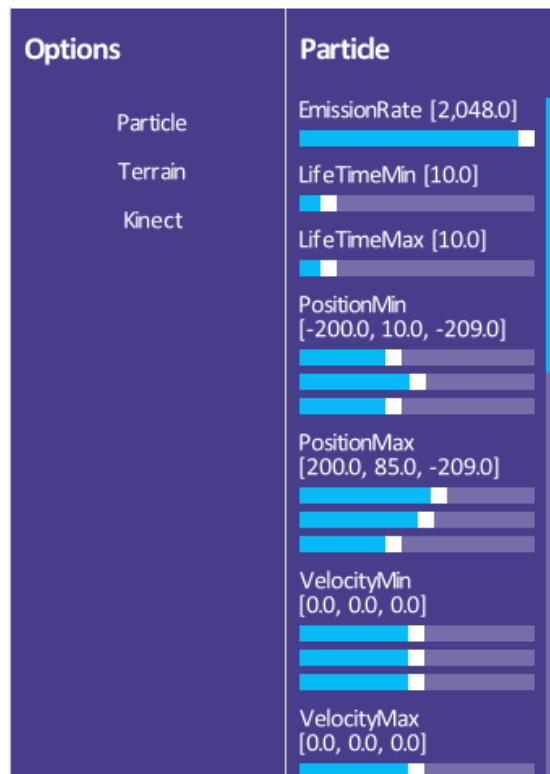 Options
Particle
Terrain
Kinect
Particle
EmissionRate [2,048.0]
LifeTimeMin [10.0]
LifeTimeMax [10.0]
PositionMin
[-200.0, 10.0, -209.0]
PositionMax
[200.0, 85.0, -209.0]
VelocityMin
[0.0, 0.0, 0.0]
VelocityMax
[0.0, 0.0, 0.0]